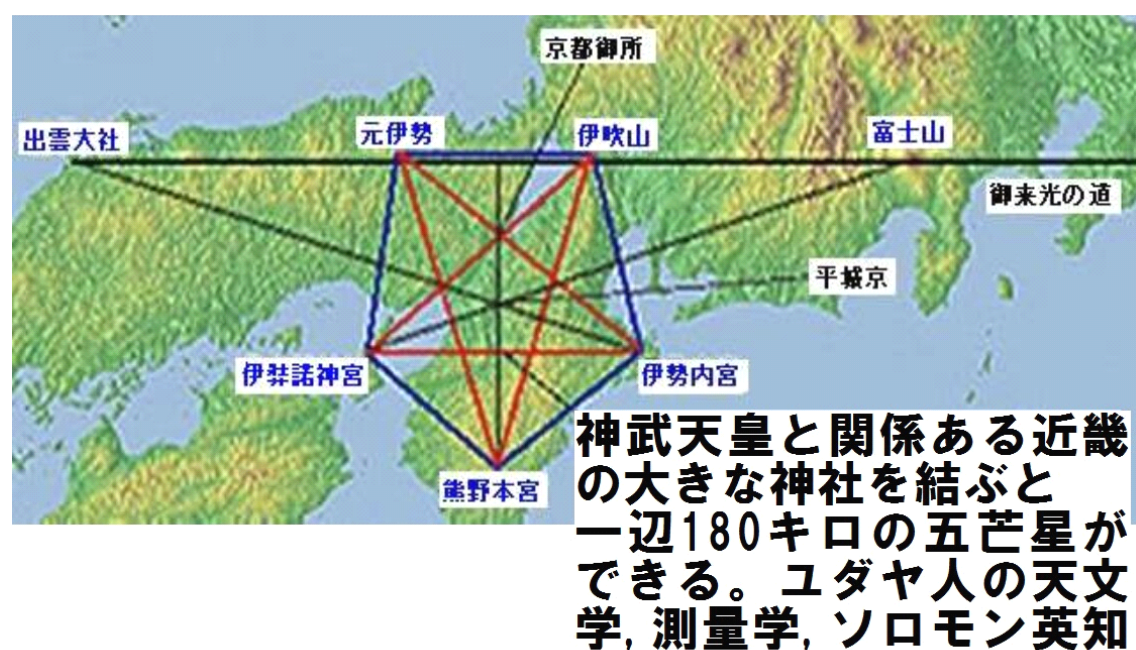 京都御所
出雲大社
元伊勢
伊吹山
富士山
御来光の道
平城京
伊弉諾神宮
伊勢内宮
熊野本宮
神武天皇と関係ある近畿
の大きな神社を結ぶと
一辺180キロの五芒星が
できる。ユダヤ人の天文
学,測量学,ソロモン英知